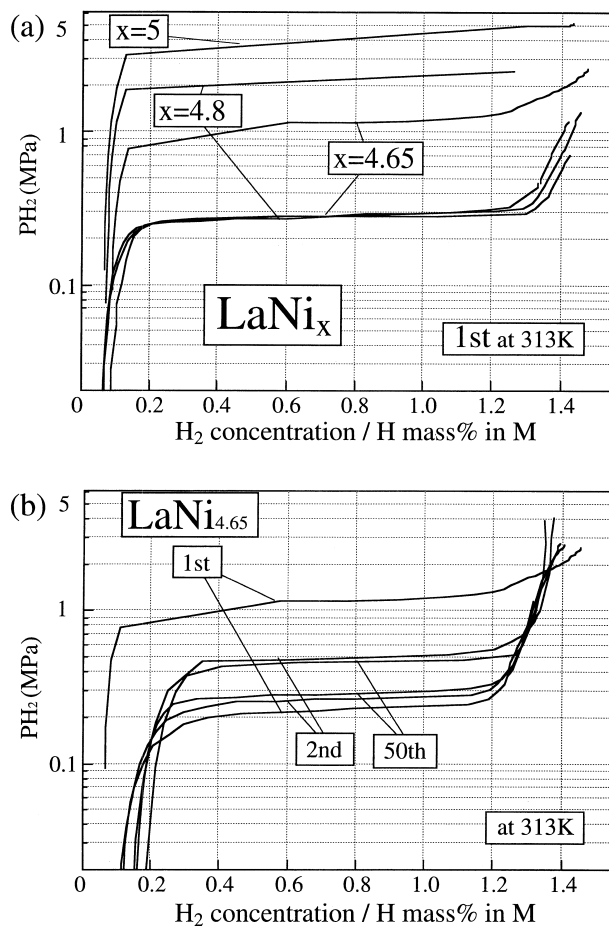 (a)
5
x=5
x=4.8
1
x=4.65
PH₂ (MPa)
0.1
LaNiₓ
1st at 313K
0 0.2 0.4 0.6 0.8 1.0 1.2 1.4
H₂ concentration / H mass% in M
(b)
5
LaNi₄.₆₅
1st
1
PH₂ (MPa)
2nd
50th
0.1
at 313K
0 0.2 0.4 0.6 0.8 1.0 1.2 1.4
H₂ concentration / H mass% in M